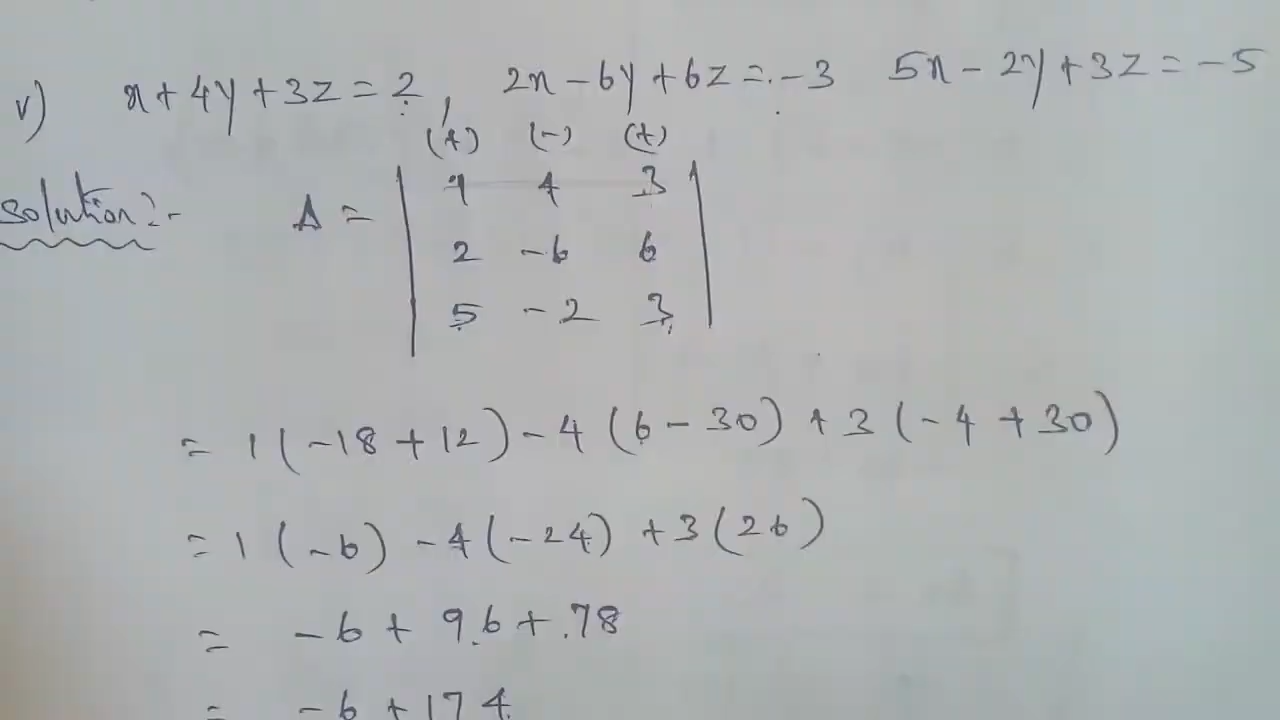 v) x + 4y + 3z = 2, 2x - 6y + 6z = -3 5x - 2y + 3z = -5
(+) (-) (+)
Solution:- Δ = | 1 4 3 |
2 -6 6
5 -2 3
= 1 (-18 + 12) - 4 (6 - 30) + 3 (-4 + 30)
= 1 (-6) - 4 (-24) + 3 (26)
= -6 + 96 + 78
= -6 + 174